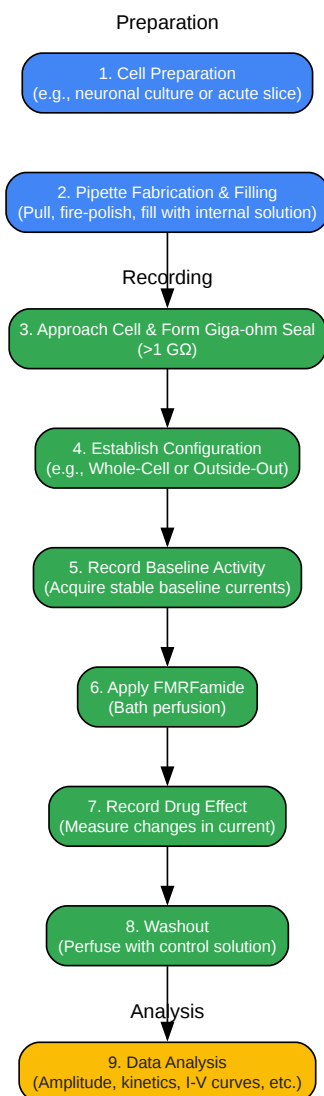 Preparation
1. Cell Preparation
(e.g., neuronal culture or acute slice)
2. Pipette Fabrication & Filling
(Pull, fire-polish, fill with internal solution)
Recording
3. Approach Cell & Form Giga-ohm Seal
(>1 GΩ)
4. Establish Configuration
(e.g., Whole-Cell or Outside-Out)
5. Record Baseline Activity
(Acquire stable baseline currents)
6. Apply FMRFamide
(Bath perfusion)
7. Record Drug Effect
(Measure changes in current)
8. Washout
(Perfuse with control solution)
Analysis
9. Data Analysis
(Amplitude, kinetics, I-V curves, etc.)